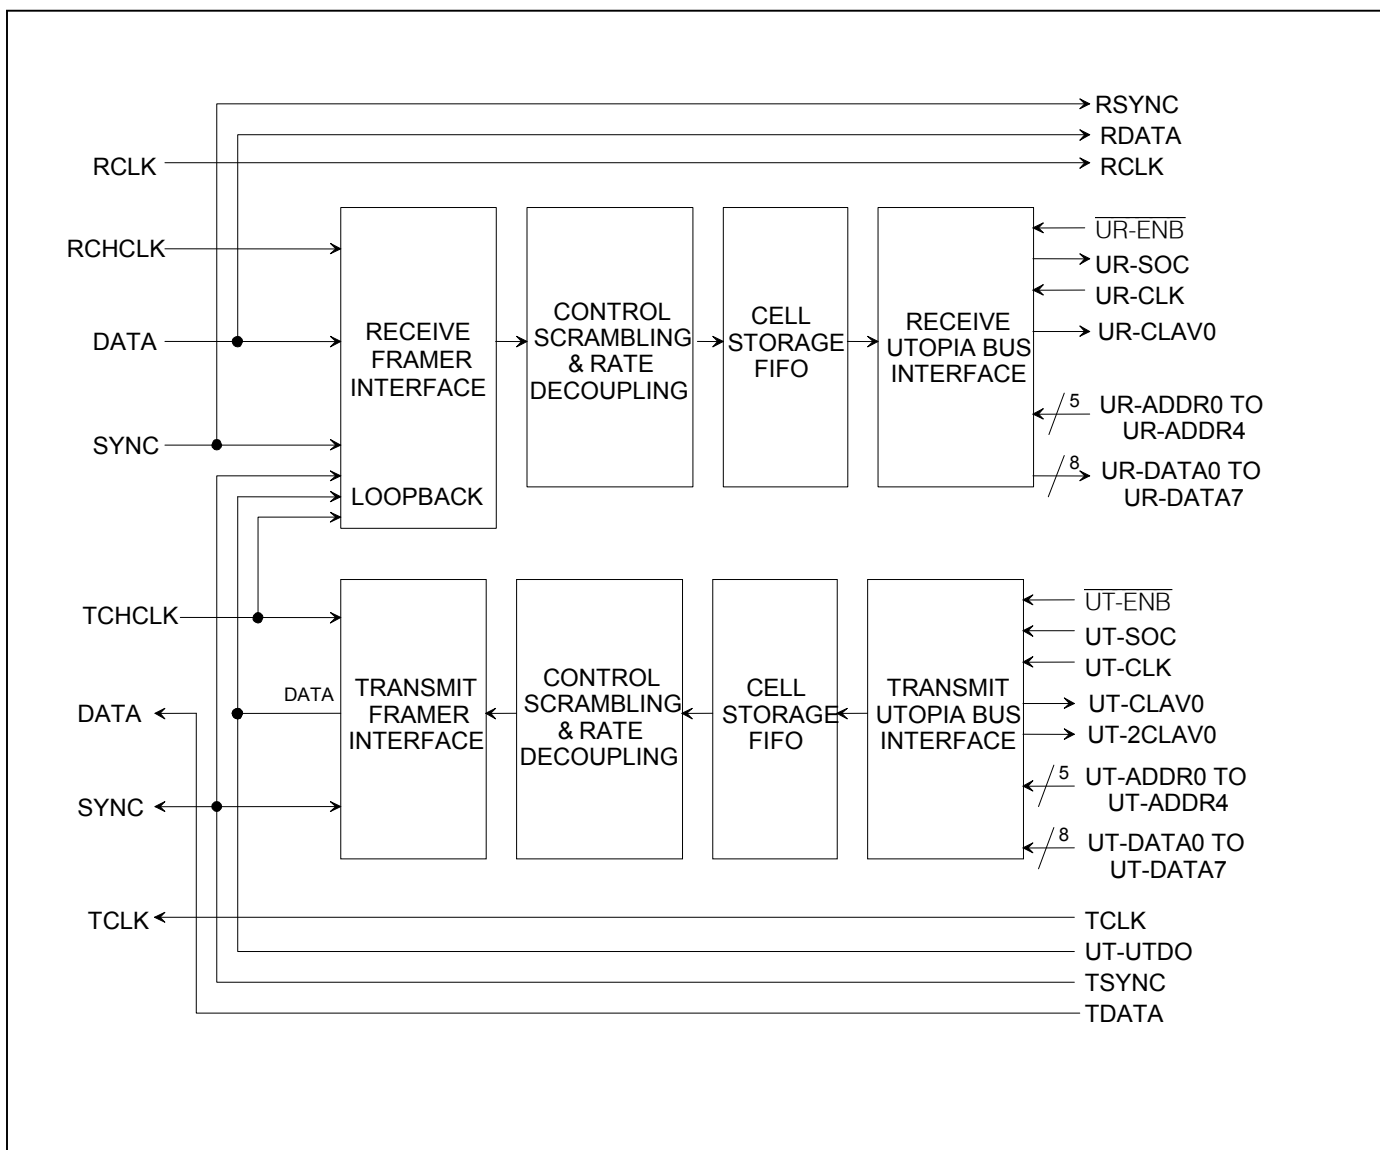 RSYNC
RDATA
RCLK
RCLK
RCHCLK
DATA
SYNC
RECEIVE
FRAMER
INTERFACE
LOOPBACK
CONTROL
SCRAMBLING
& RATE
DECOUPLING
CELL
STORAGE
FIFO
RECEIVE
UTOPIA BUS
INTERFACE
UR-ENB
UR-SOC
UR-CLK
UR-CLAV0
5
UR-ADDR0 TO
UR-ADDR4
8
UR-DATA0 TO
UR-DATA7
TCHCLK
DATA
SYNC
TCLK
DATA
TRANSMIT
FRAMER
INTERFACE
CONTROL
SCRAMBLING
& RATE
DECOUPLING
CELL
STORAGE
FIFO
TRANSMIT
UTOPIA BUS
INTERFACE
UT-ENB
UT-SOC
UT-CLK
UT-CLAV0
UT-2CLAV0
5
UT-ADDR0 TO
UT-ADDR4
8
UT-DATA0 TO
UT-DATA7
TCLK
UT-UTDO
TSYNC
TDATA